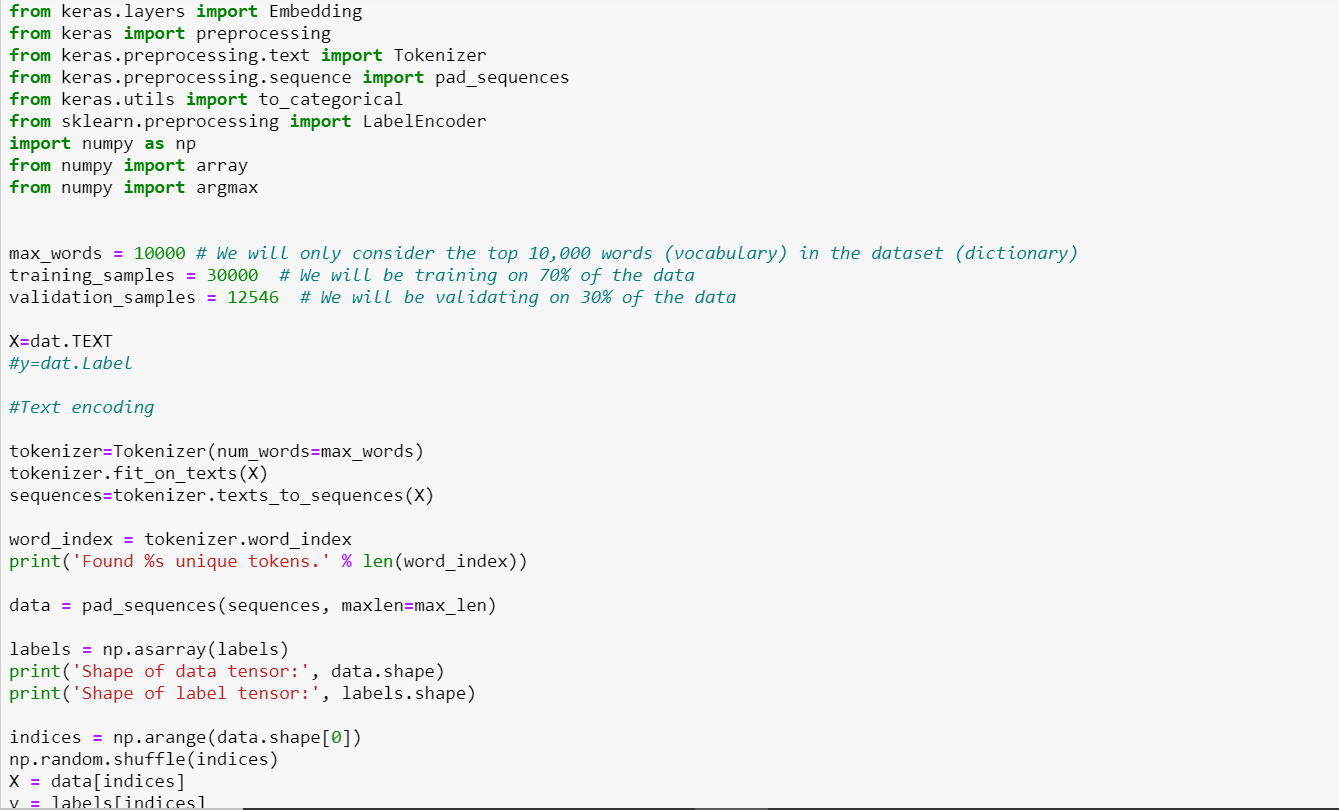 from keras.layers import Embedding
from keras import preprocessing
from keras.preprocessing.text import Tokenizer
from keras.preprocessing.sequence import pad_sequences
from keras.utils import to_categorical
from sklearn.preprocessing import LabelEncoder
import numpy as np
from numpy import array
from numpy import argmax
max_words = 10000 # We will only consider the top 10,000 words (vocabulary) in the dataset (dictionary)
training_samples = 30000  # We will be training on 70% of the data
validation_samples = 12546  # We will be validating on 30% of the data
X=dat.TEXT
#y=dat.Label
#Text encoding
tokenizer=Tokenizer(num_words=max_words)
tokenizer.fit_on_texts(X)
sequences=tokenizer.texts_to_sequences(X)
word_index = tokenizer.word_index
print('Found %s unique tokens.' % len(word_index))
data = pad_sequences(sequences, maxlen=max_len)
labels = np.asarray(labels)
print('Shape of data tensor:', data.shape)
print('Shape of label tensor:', labels.shape)
indices = np.arange(data.shape[0])
np.random.shuffle(indices)
X = data[indices]
y = labels[indices]